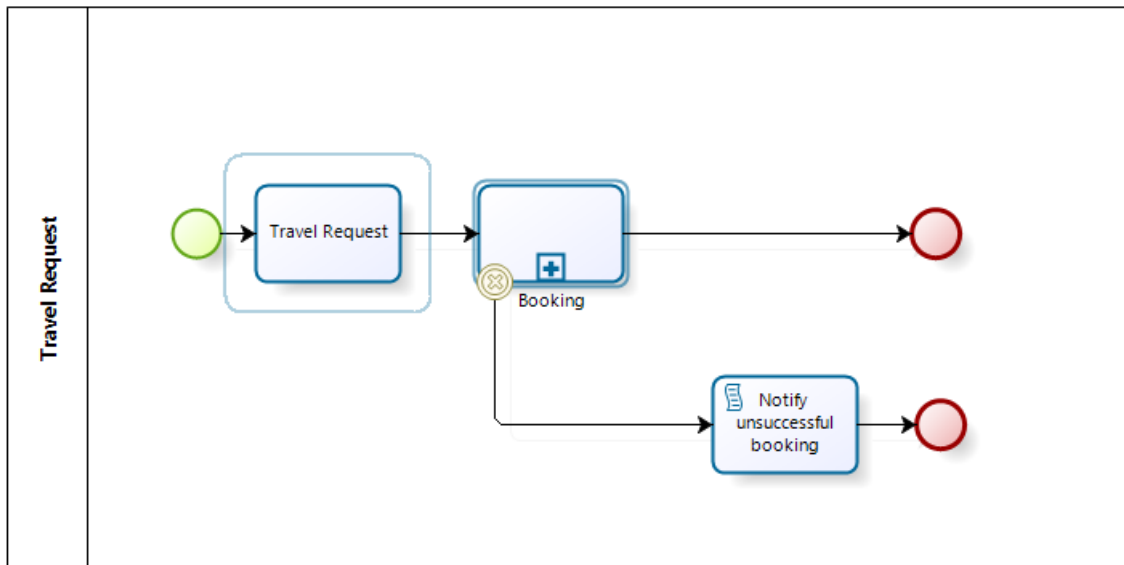 Travel Request
Travel Request
Booking
Notify
unsuccessful
booking